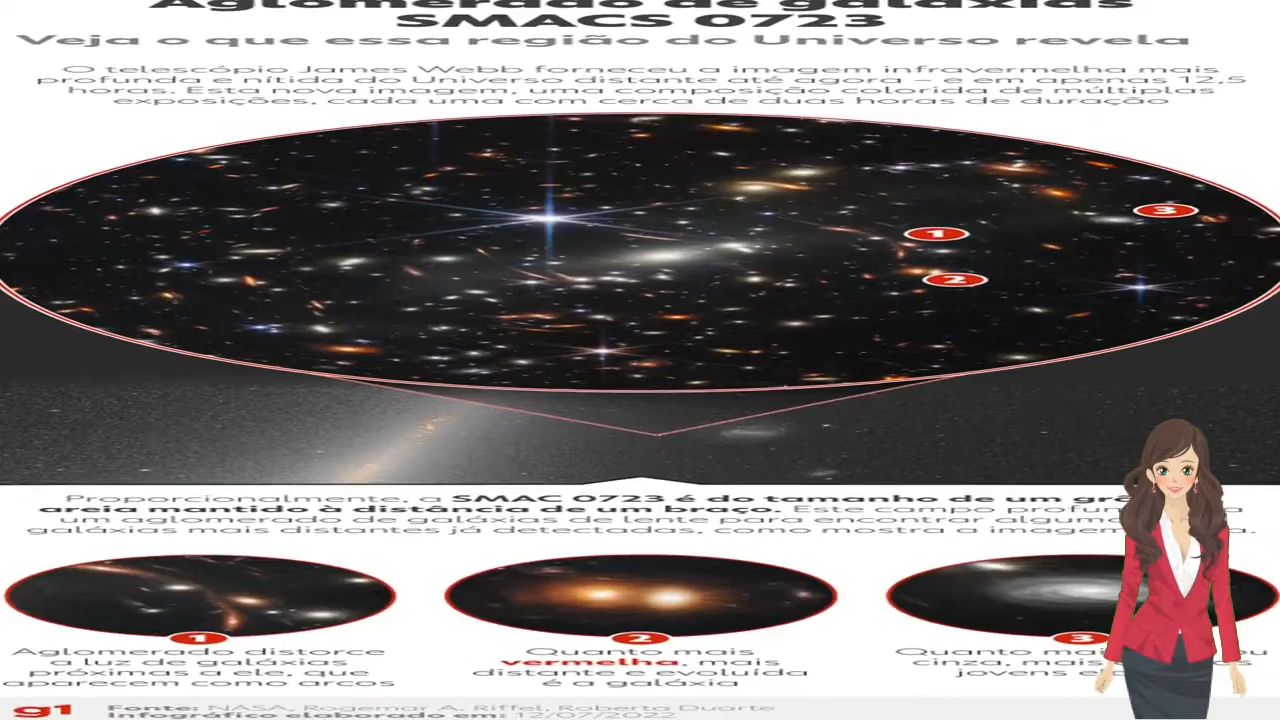 Aglomerado de galáxias
SMACS 0723
Veja o que essa região do Universo revela
O telescópio James Webb forneceu a imagem infravermelha mais
profunda e nítida do Universo distante até agora — e em apenas 12,5
horas. Esta nova imagem, uma composição colorida de múltiplas
exposições, cada uma com cerca de duas horas de duração
3
1
2
Proporcionalmente, a SMAC 0723 é do tamanho de um
areia mantido à distância de um braço. Este campo
um aglomerado de galáxias de lente para encontrar
galáxias mais distantes já detectadas, como mostra a
1
2
3
Aglomerado distorce
a luz de galáxias
próximas a ele, que
aparecem como arcos
Quanto mais
vermelha, mais
distante e evoluída
é a galáxia
Quanto
cinza,
jovens
g1
Fonte: NASA, Rogemar A. Riffel, Roberta Duarte
Infográfico elaborado em: 12/07/2022